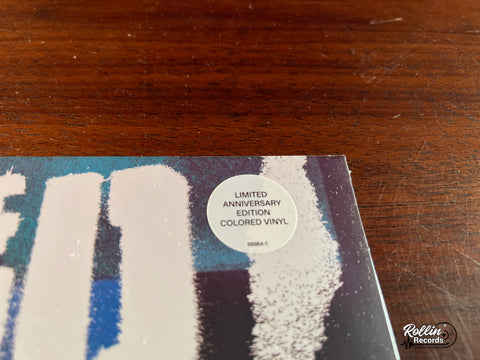 LIMITED
ANNIVERSARY
EDITION
COLORED VINYL
99964-1
Rollin'
Records